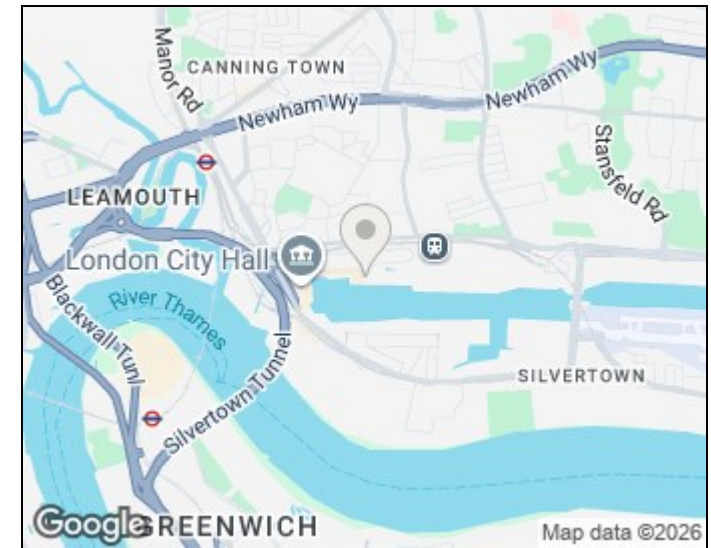 Manor Rd
CANNING TOWN
Newham Wy
Newham Wy
Stansfeld Rd
LEAMOUTH
London City Hall
River Thames
Blackwall Tunl
Silvertown Tunnel
SILVERTOWN
Google
GREENWICH
Map data ©2026